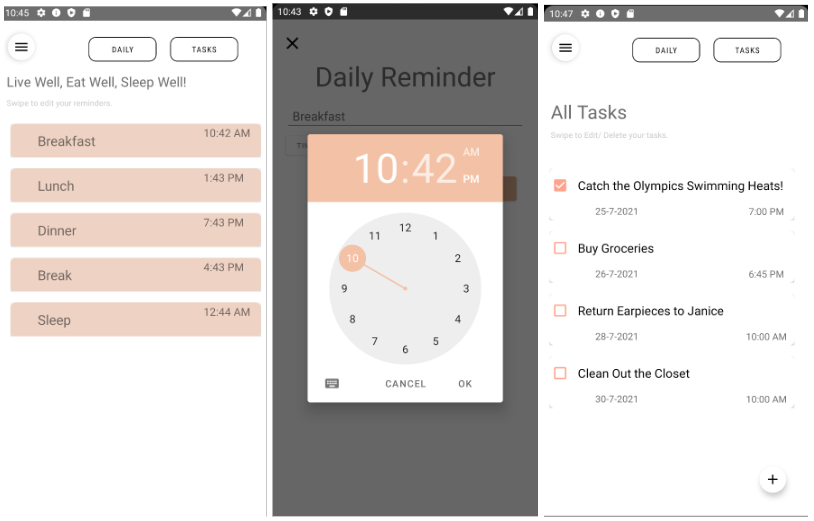 10:45
DAILY TASKS
Live Well, Eat Well, Sleep Well!
Swipe to edit your reminders.
Breakfast 10:42 AM
Lunch 1:43 PM
Dinner 7:43 PM
Break 4:43 PM
Sleep 12:44 AM
10:43
Daily Reminder
Breakfast
10:42 AM
PM
12
11 1
10 2
9 3
8 4
7 5
6
CANCEL OK
10:47
DAILY TASKS
All Tasks
Swipe to Edit/ Delete your tasks.
Catch the Olympics Swimming Heats!
25-7-2021 7:00 PM
Buy Groceries
26-7-2021 6:45 PM
Return Earpieces to Janice
28-7-2021 10:00 AM
Clean Out the Closet
30-7-2021 10:00 AM
+